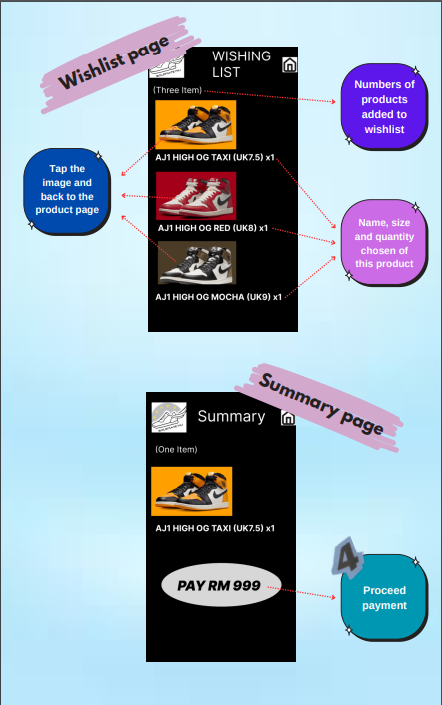 Wishlist page
WISHING
LIST
(Three Item)
Numbers of
products
added to
wishlist
AJ1 HIGH OG TAXI (UK7.5) x1
Tap the
image and
back to the
product page
AJ1 HIGH OG RED (UK8) x1
Name, size
and quantity
chosen of
this product
AJ1 HIGH OG MOCHA (UK9) x1
Summary page
Summary
(One Item)
AJ1 HIGH OG TAXI (UK7.5) x1
4
PAY RM 999
Proceed
payment